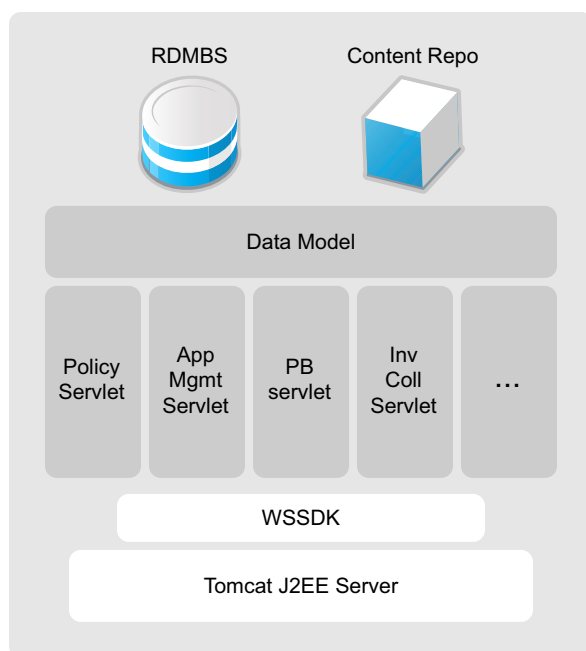 RDMBS
Content Repo
Data Model
Policy
Servlet
App
Mgmt
Servlet
PB
servlet
Inv
Coll
Servlet
...
WSSDK
Tomcat J2EE Server